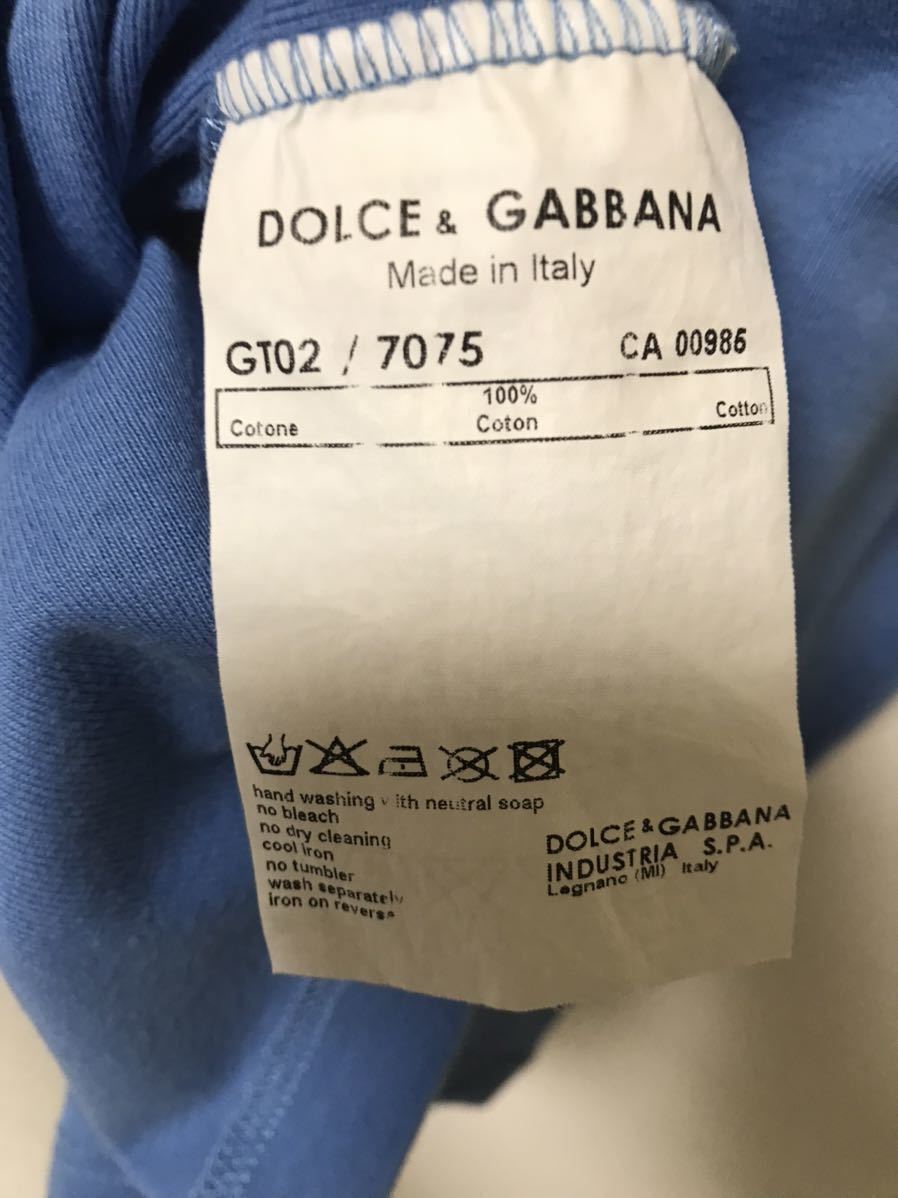 DOLCE & GABBANA
Made in Italy
GT02 / 7075 CA 00985
100%
Cotone Coton Cotton
hand washing with neutral soap
no bleach
no dry cleaning
cool iron
no tumbler
wash separately
iron on reverse
DOLCE & GABBANA
INDUSTRIA S.P.A.
Legnano (MI) Italy